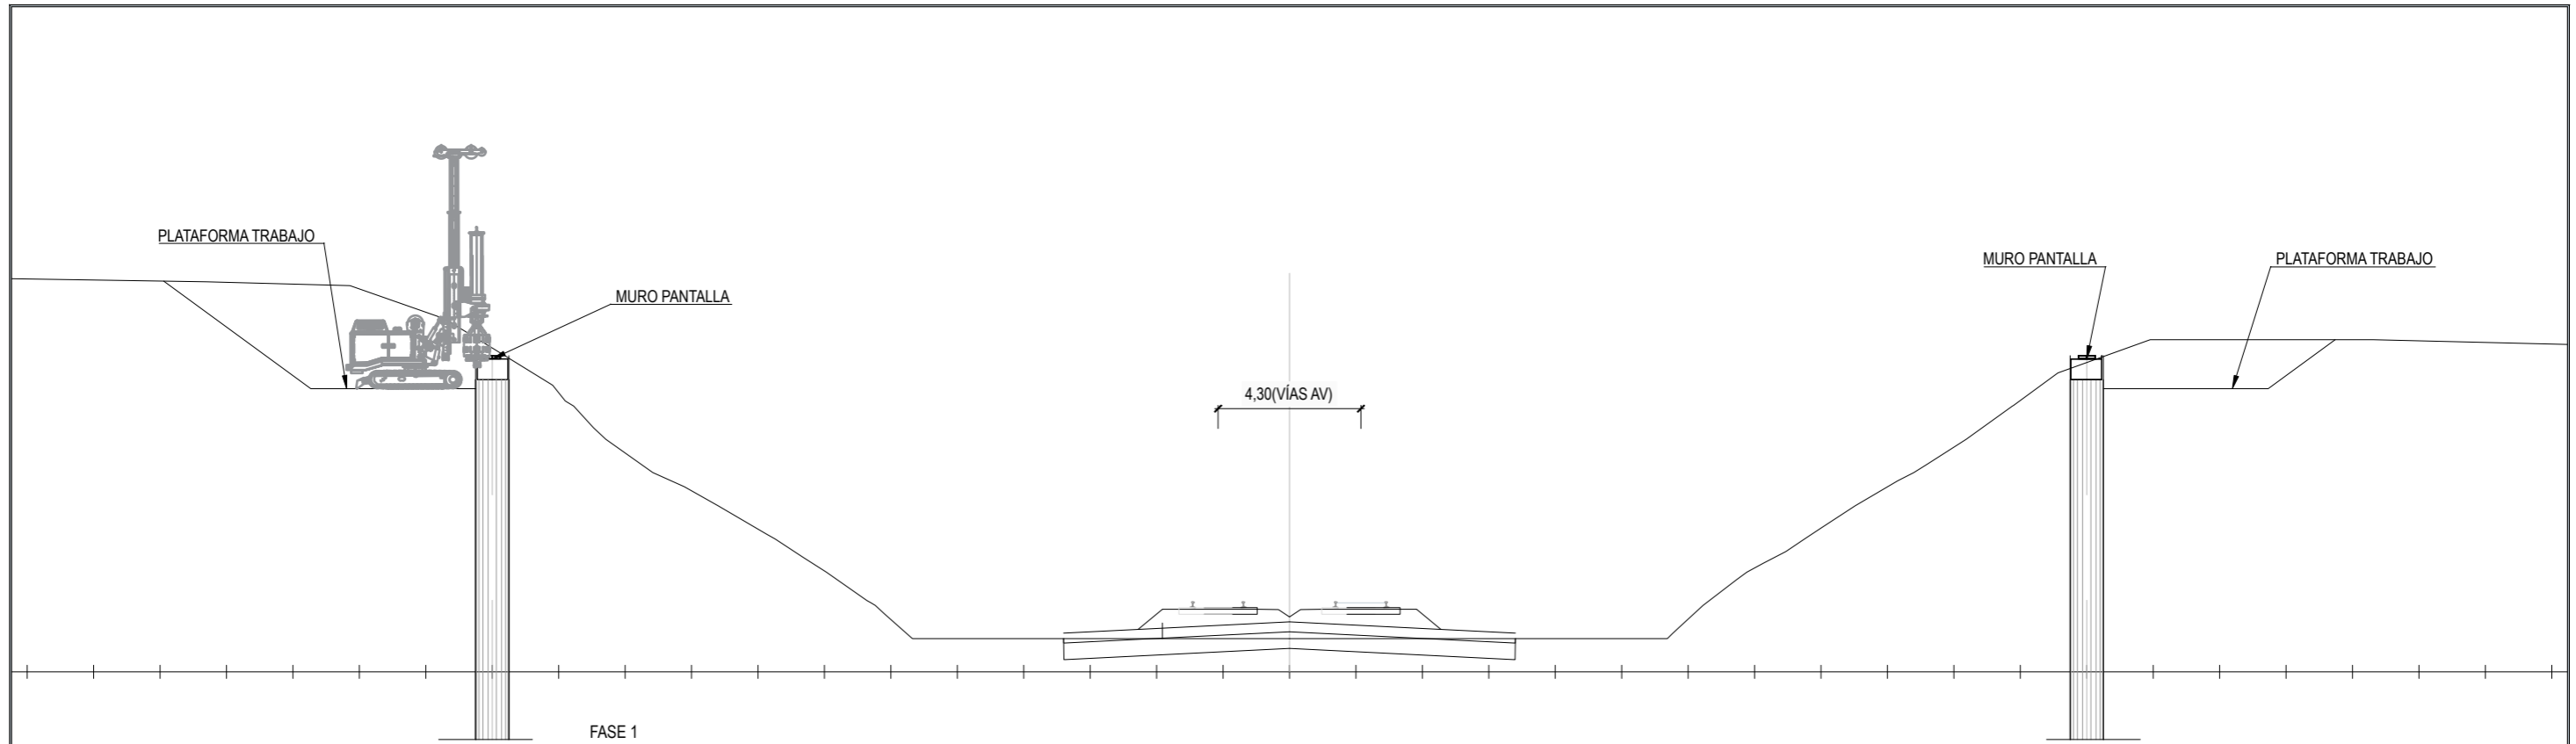 PLATAFORMA TRABAJO
MURO PANTALLA
4,30(VÍAS AV)
MURO PANTALLA
PLATAFORMA TRABAJO
FASE 1